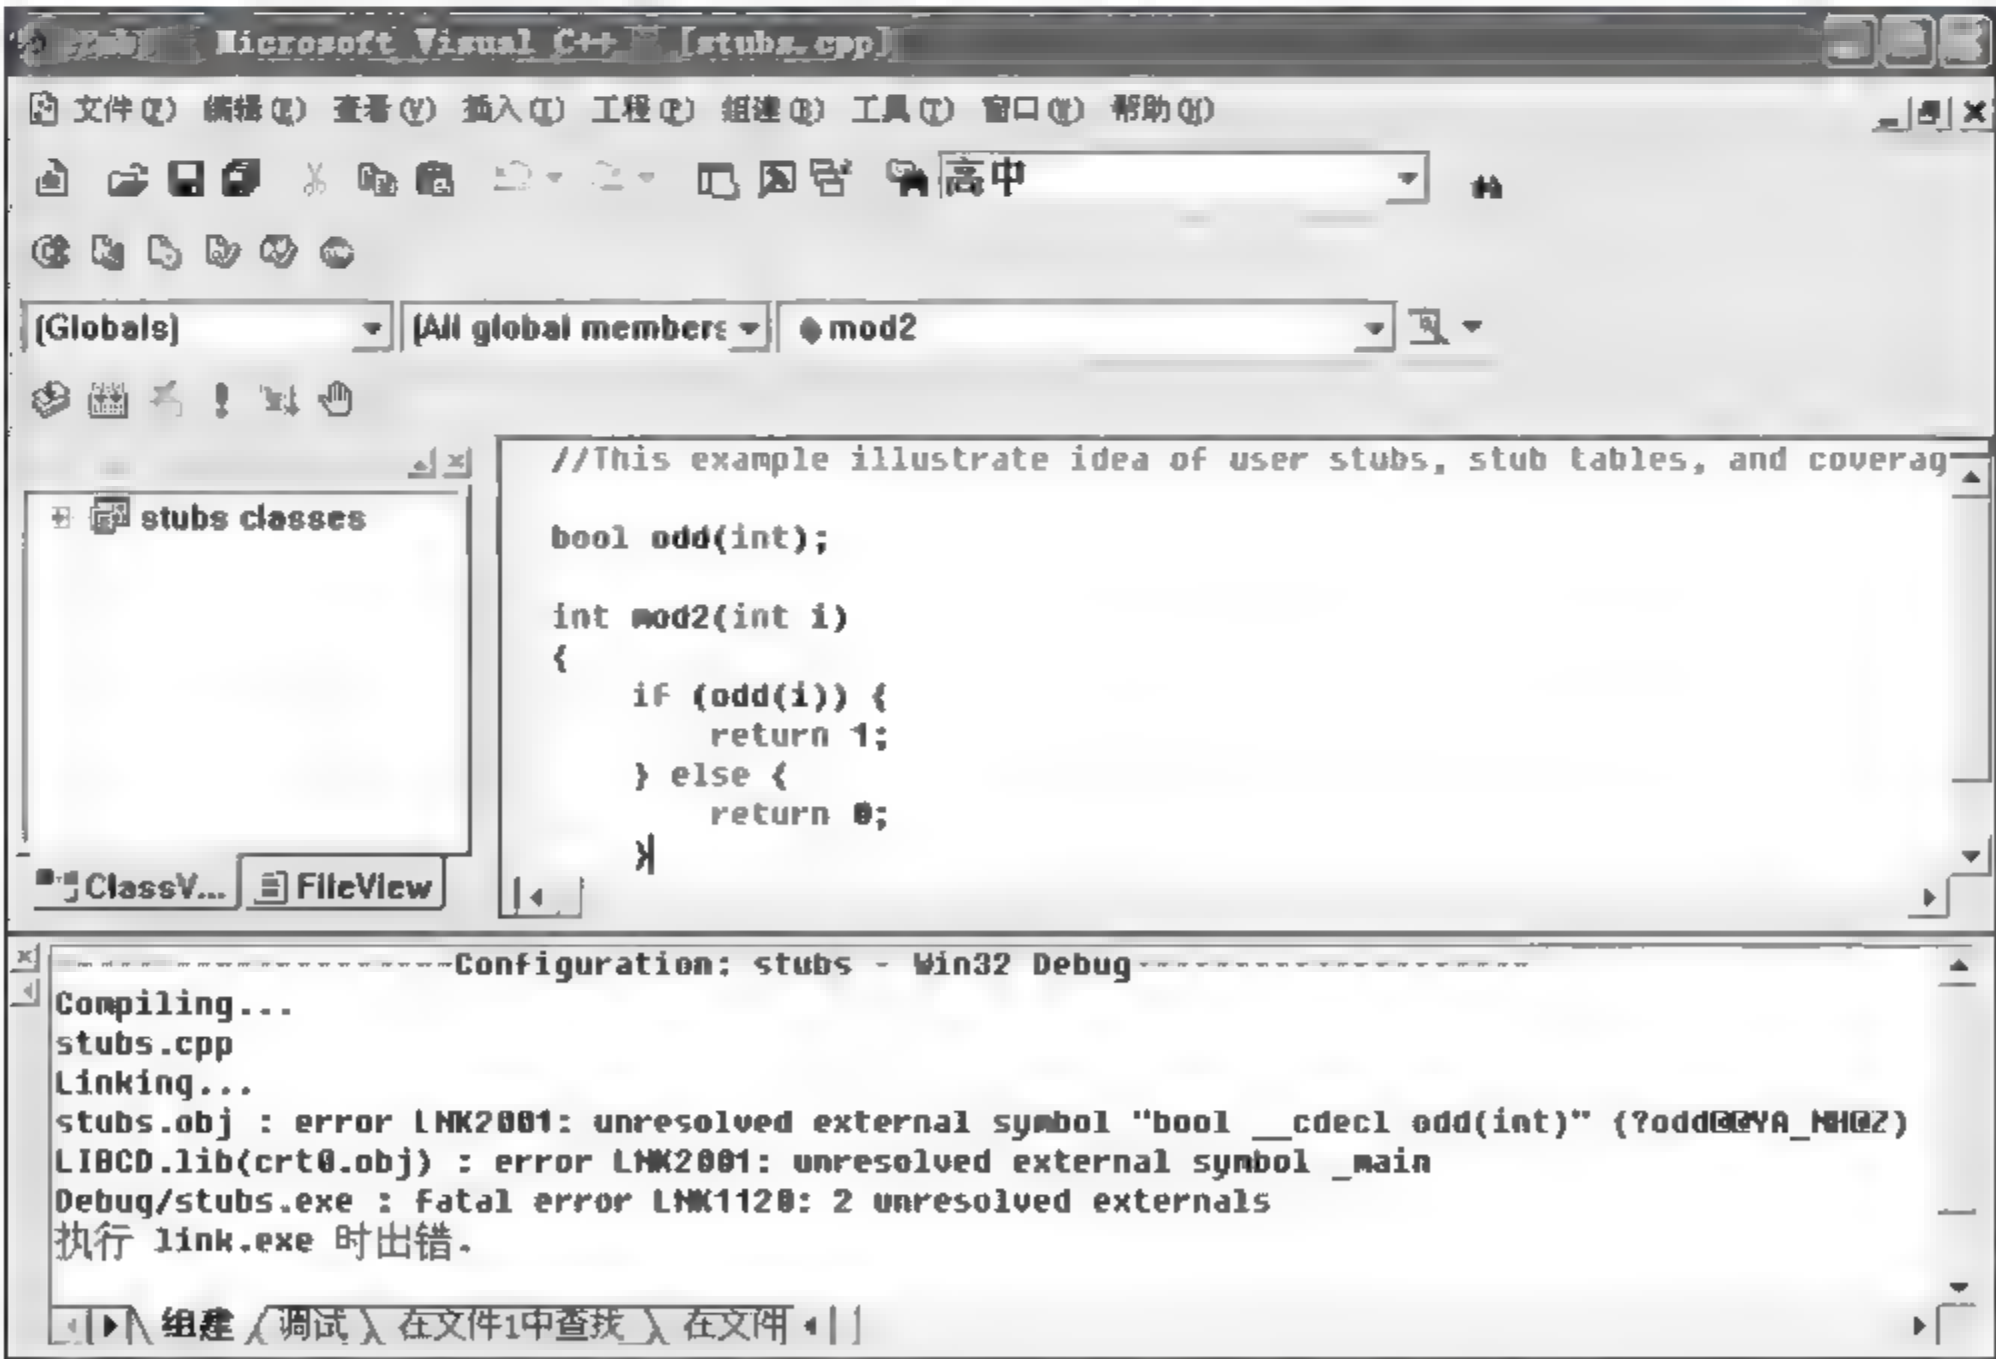 Microsoft Visual C++ [stubs.cpp]
文件(F) 编辑(E) 查看(V) 插入(I) 工程(P) 组建(B) 工具(T) 窗口(W) 帮助(H)
高中
(Globals) (All global members mod2
//This example illustrate idea of user stubs, stub tables, and coverag
stubs classes
bool odd(int);
int mod2(int i)
{
if (odd(i)) {
return 1;
} else {
return 0;
}
ClassV... FileView
--------------------Configuration: stubs - Win32 Debug--------------------
Compiling...
stubs.cpp
Linking...
stubs.obj : error LNK2001: unresolved external symbol "bool __cdecl odd(int)" (?odd@@YA_NH@Z)
LIBCD.lib(crt0.obj) : error LNK2001: unresolved external symbol _main
Debug/stubs.exe : fatal error LNK1120: 2 unresolved externals
执行 link.exe 时出错.
组建 调试 在文件1中查找 在文件